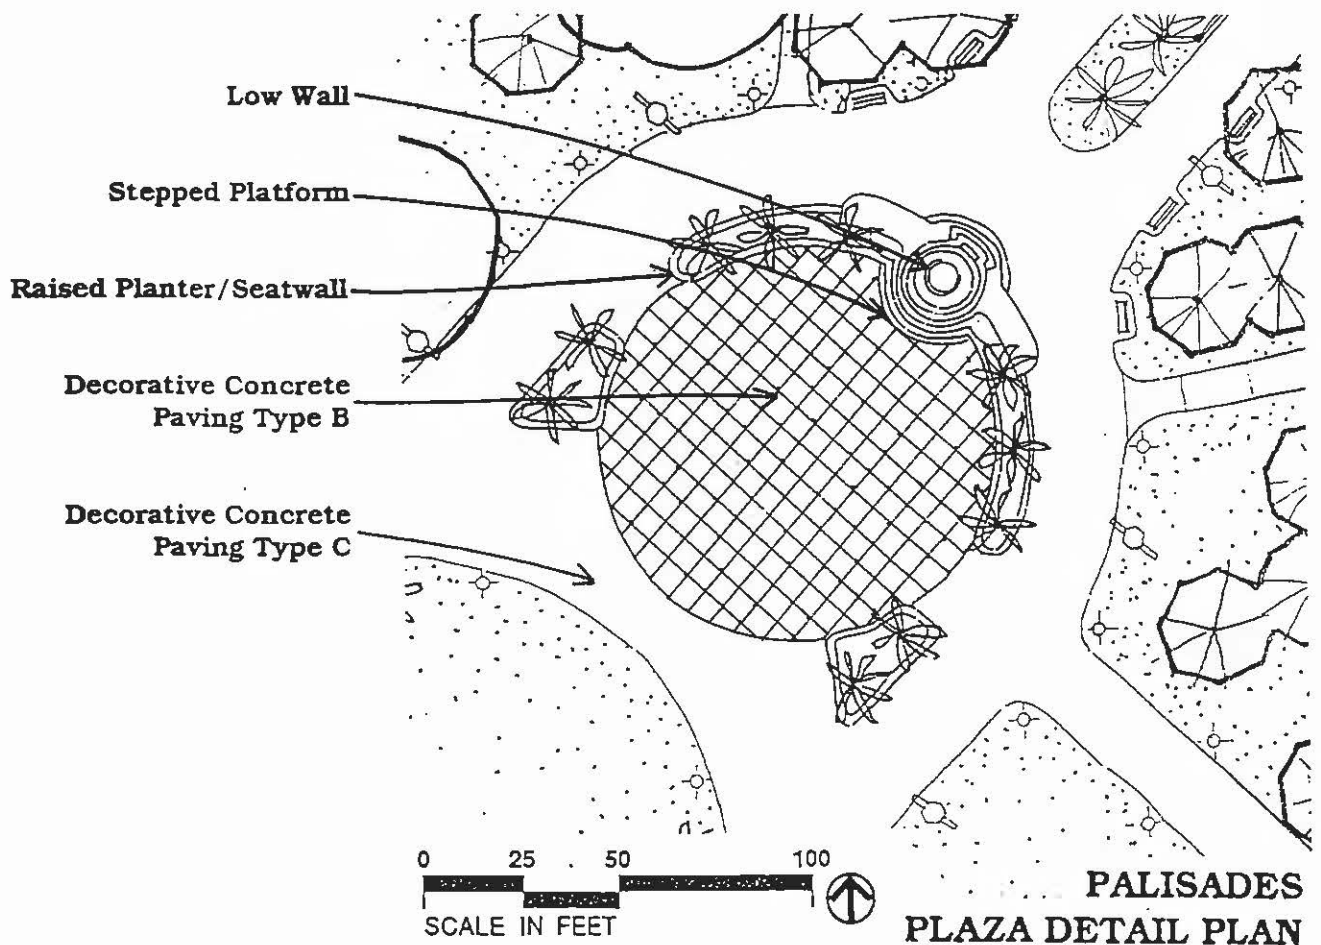 Low Wall
Stepped Platform
Raised Planter/Seatwall
Decorative Concrete
Paving Type B
Decorative Concrete
Paving Type C
0 25 50 100
SCALE IN FEET
PALISADES
PLAZA DETAIL PLAN